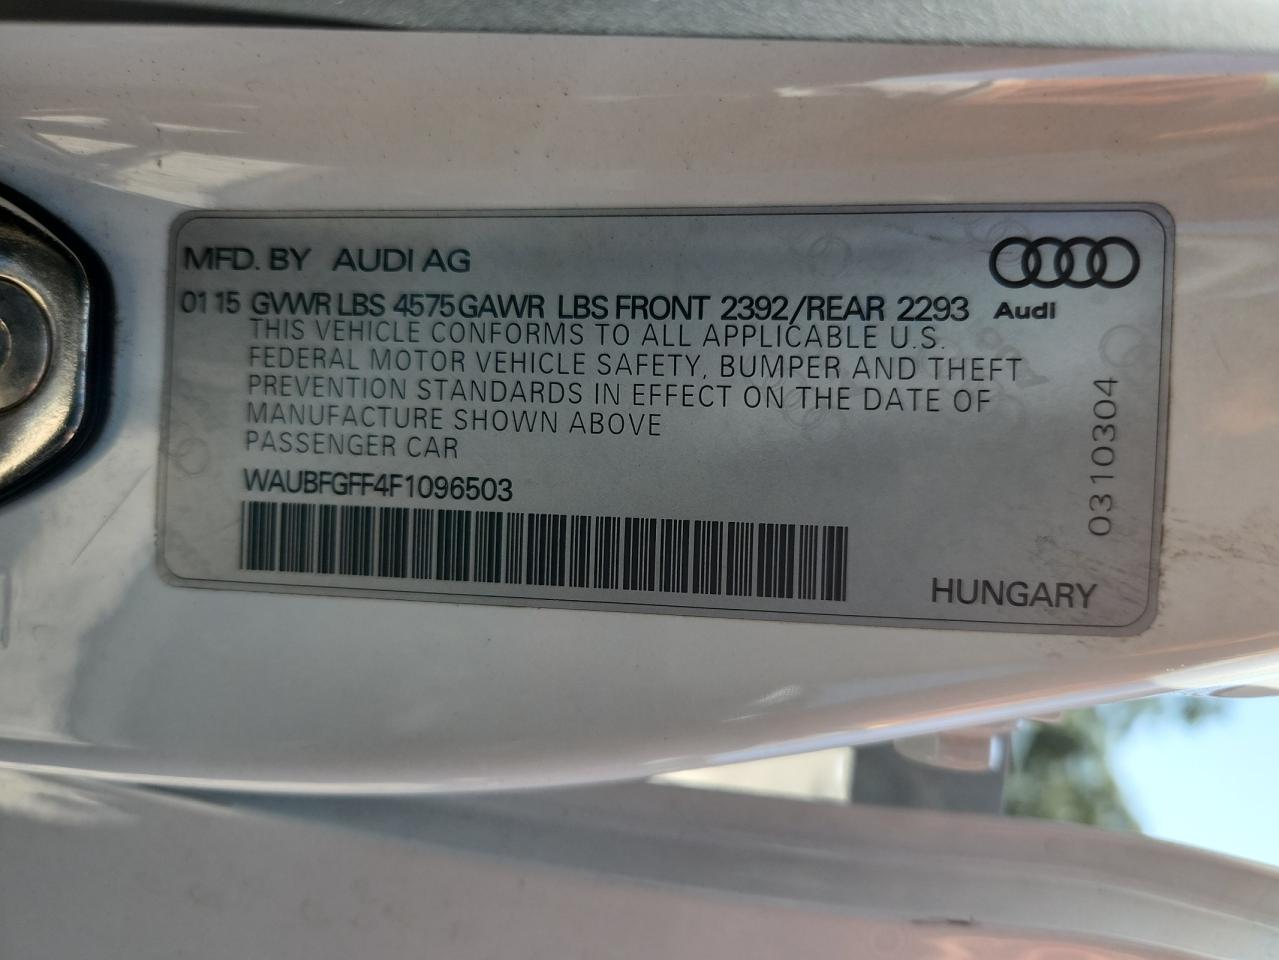 MFD. BY AUDI AG
01 15 GVWR LBS 4575 GAWR LBS FRONT 2392/REAR 2293
Audi
THIS VEHICLE CONFORMS TO ALL APPLICABLE U.S.
FEDERAL MOTOR VEHICLE SAFETY, BUMPER AND THEFT
PREVENTION STANDARDS IN EFFECT ON THE DATE OF
MANUFACTURE SHOWN ABOVE
PASSENGER CAR
WAUBFGFF4F1096503
0310304
HUNGARY